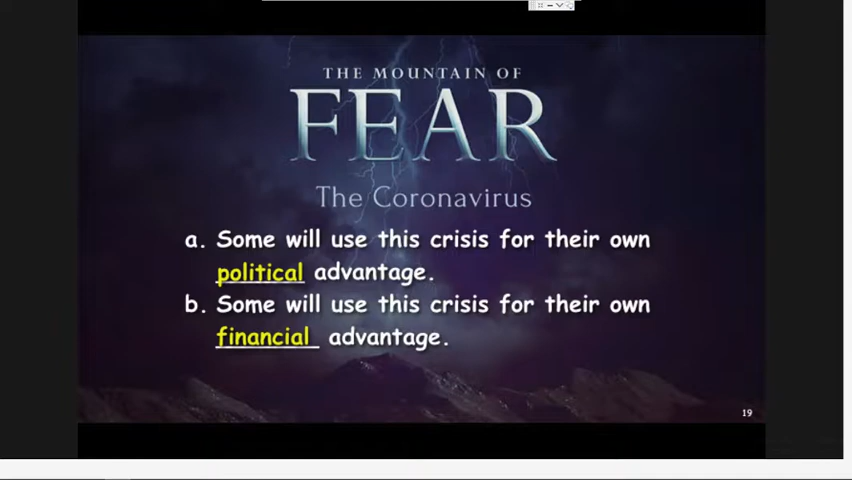 THE MOUNTAIN OF
FEAR
The Coronavirus
a. Some will use this crisis for their own
political advantage.
b. Some will use this crisis for their own
financial advantage.
19